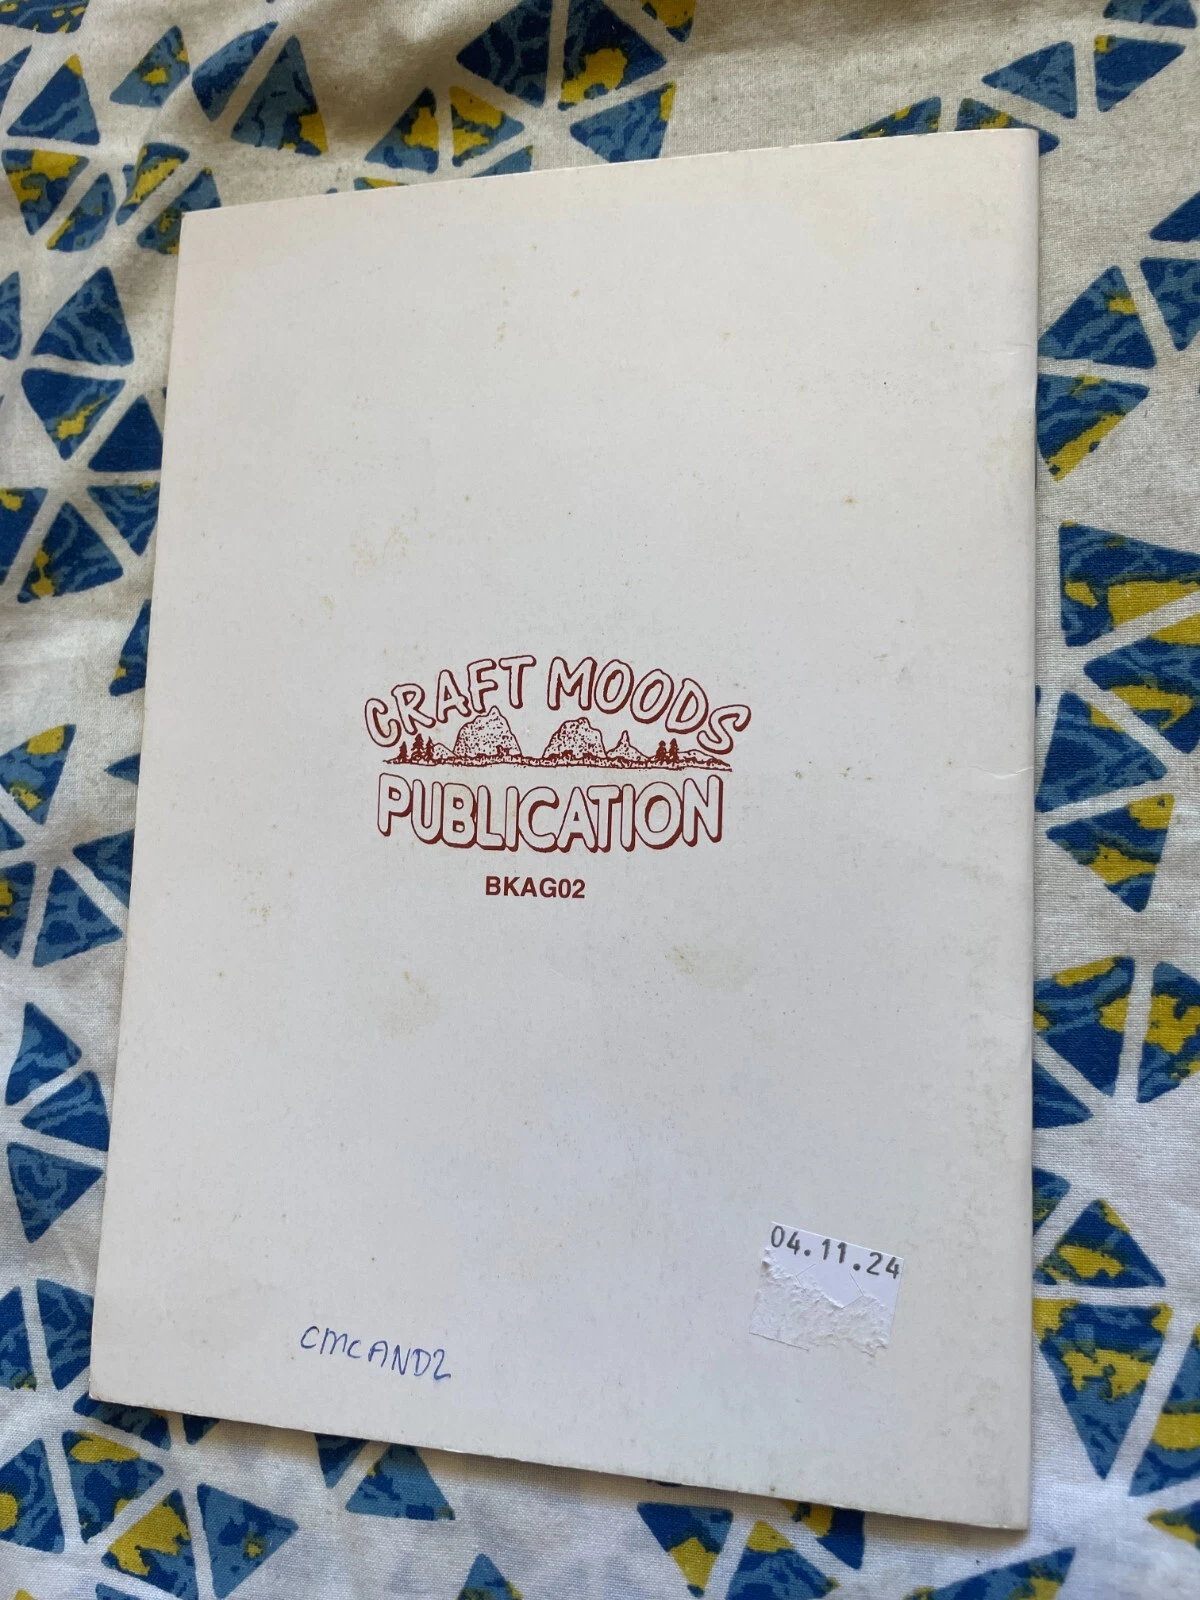 CRAFT MOODS
PUBLICATION
BKAG02
04.11.24
CMCAND2